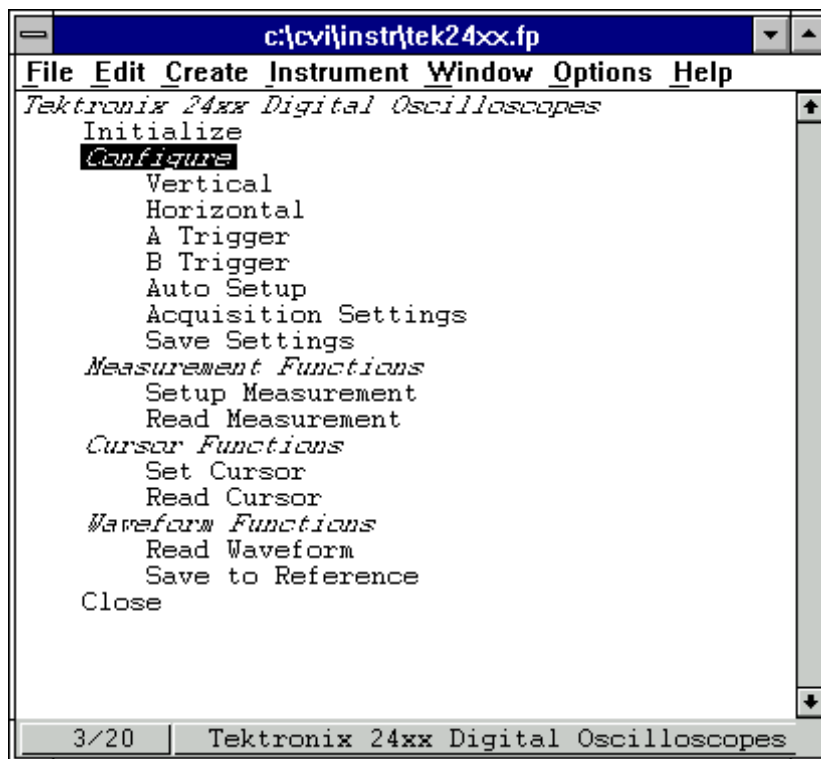 c:\cvi\instr\tek24xx.fp
File Edit Create Instrument Window Options Help
Tektronix 24xx Digital Oscilloscopes
Initialize
Configure
Vertical
Horizontal
A Trigger
B Trigger
Auto Setup
Acquisition Settings
Save Settings
Measurement Functions
Setup Measurement
Read Measurement
Cursor Functions
Set Cursor
Read Cursor
Waveform Functions
Read Waveform
Save to Reference
Close
3/20 Tektronix 24xx Digital Oscilloscopes